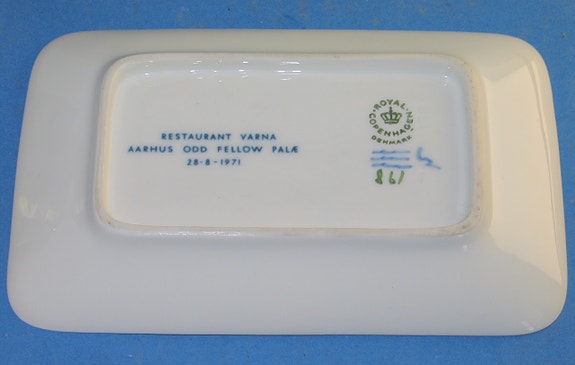 RESTAURANT VARNA
AARHUS ODD FELLOW PALÆ
28-8-1971
ROYAL
COPENHAGEN
DENMARK
861